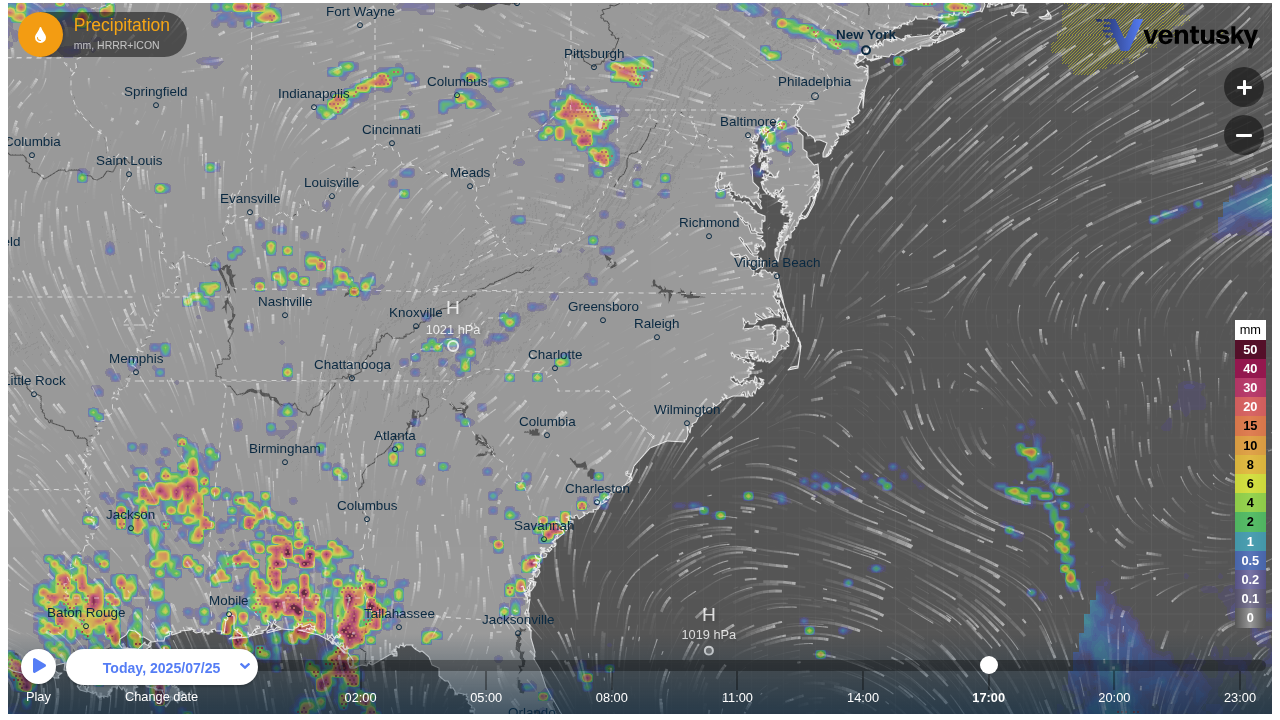 Fort Wayne
Precipitation
mm, HRRR+ICON
New York
ventusky
Pittsburgh
Indianapolis
Columbus
Philadelphia
Springfield
+
Baltimore
Cincinnati
−
Columbia
Saint Louis
Meads
Louisville
Evansville
Richmond
eld
Virginia Beach
Nashville
Knoxville
H
1021 hPa
Greensboro
Raleigh
mm
50
40
30
20
15
10
8
6
4
2
1
0.5
0.2
0.1
0
Memphis
Chattanooga
Charlotte
Little Rock
Wilmington
Columbia
Atlanta
Birmingham
Charleston
Columbus
Jackson
Savannah
Mobile
Baton Rouge
Tallahassee
Jacksonville
H
1019 hPa
Today, 2025/07/25
Play
Change date
02:00
05:00
08:00
11:00
14:00
17:00
20:00
23:00
Orlando